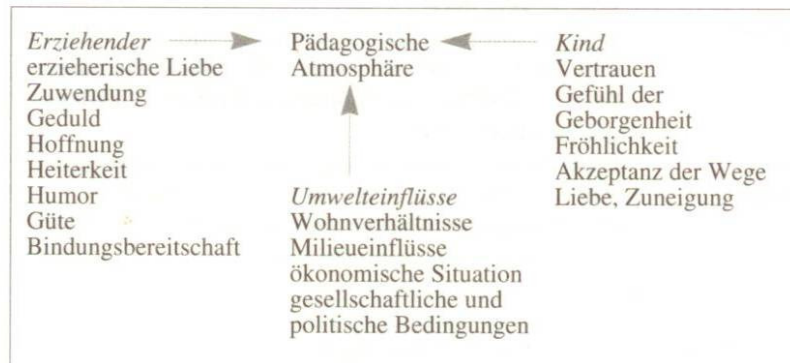 Erziehender
erzieherische Liebe
Zuwendung
Geduld
Hoffnung
Heiterkeit
Humor
Güte
Bindungsbereitschaft
Pädagogische
Atmosphäre
Umwelteinflüsse
Wohnverhältnisse
Milieueinflüsse
ökonomische Situation
gesellschaftliche und
politische Bedingungen
Kind
Vertrauen
Gefühl der
Geborgenheit
Fröhlichkeit
Akzeptanz der Wege
Liebe, Zuneigung